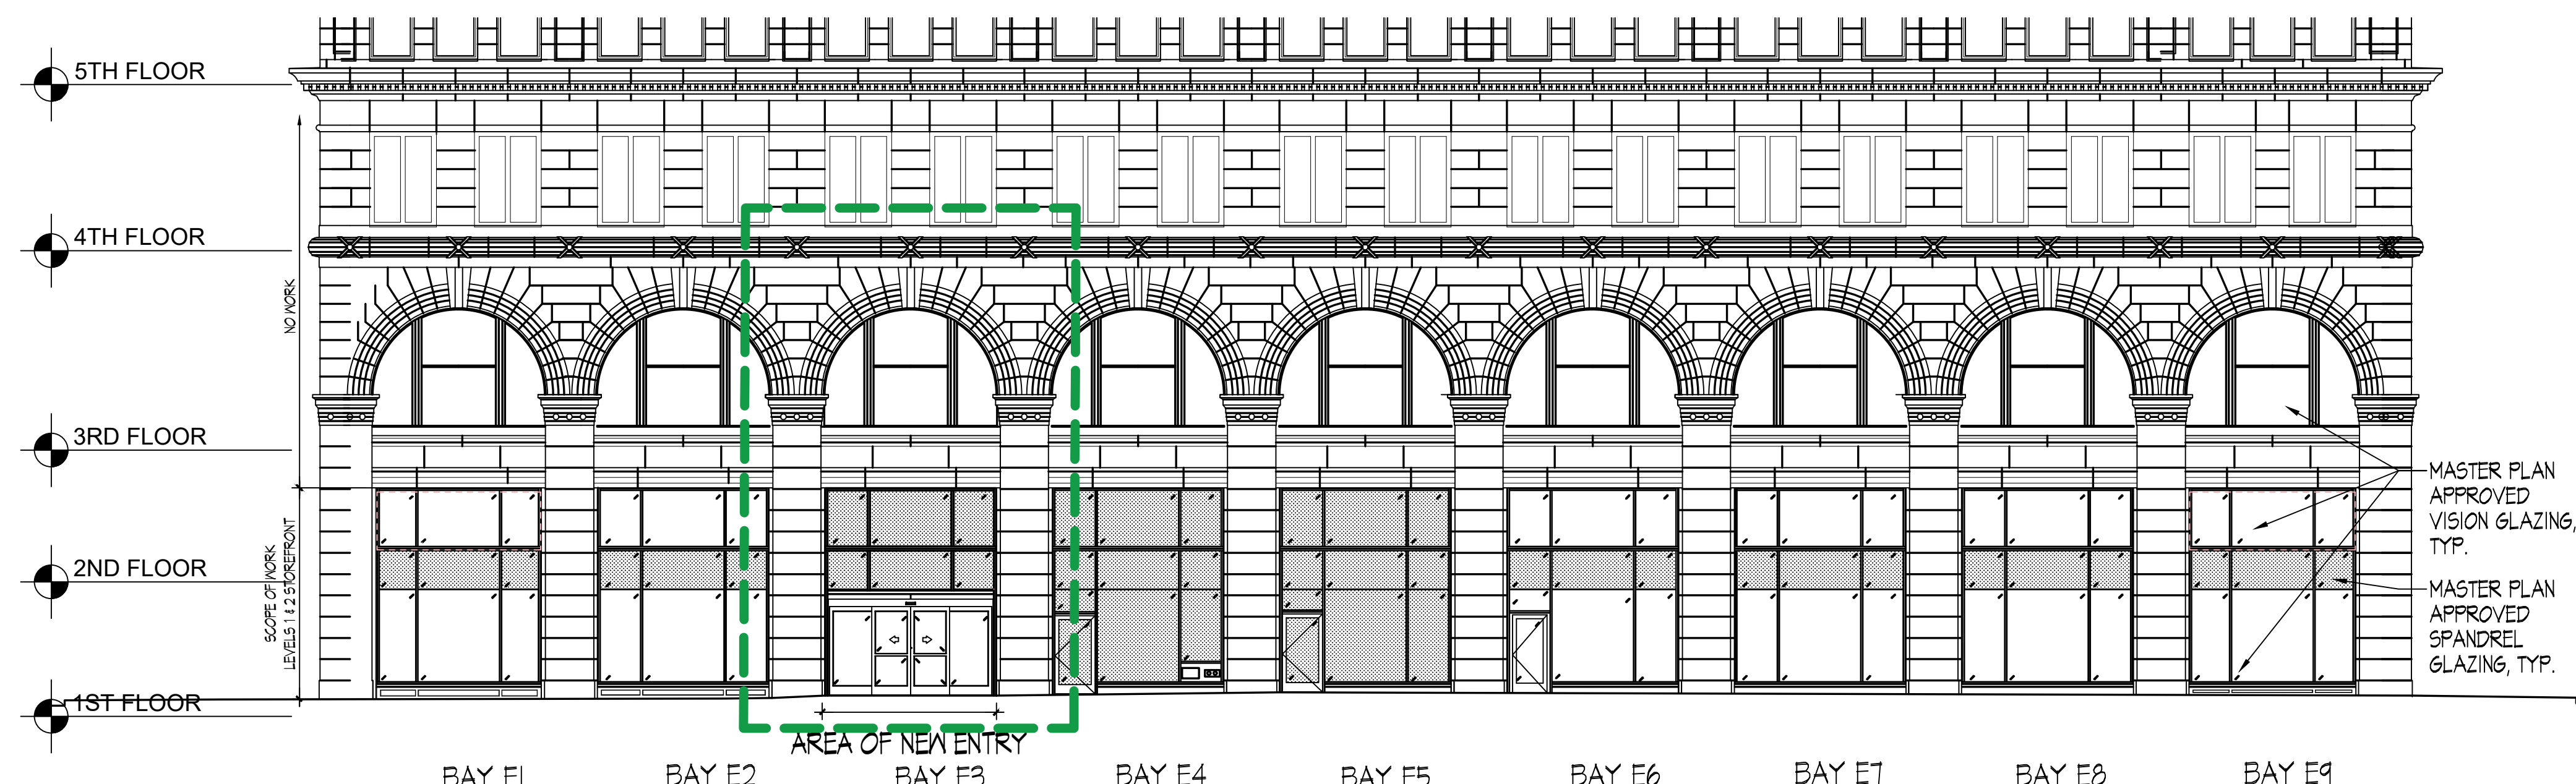 5TH FLOOR
4TH FLOOR
3RD FLOOR
2ND FLOOR
1ST FLOOR
NO WORK
SCOPE OF WORK
LEVELS 1 & 2 STOREFRONT
MASTER PLAN
APPROVED
VISION GLAZING,
TYP.
MASTER PLAN
APPROVED
SPANDREL
GLAZING, TYP.
AREA OF NEW ENTRY
BAY E1
BAY E2
BAY E3
BAY E4
BAY E5
BAY E6
BAY E7
BAY E8
BAY E9